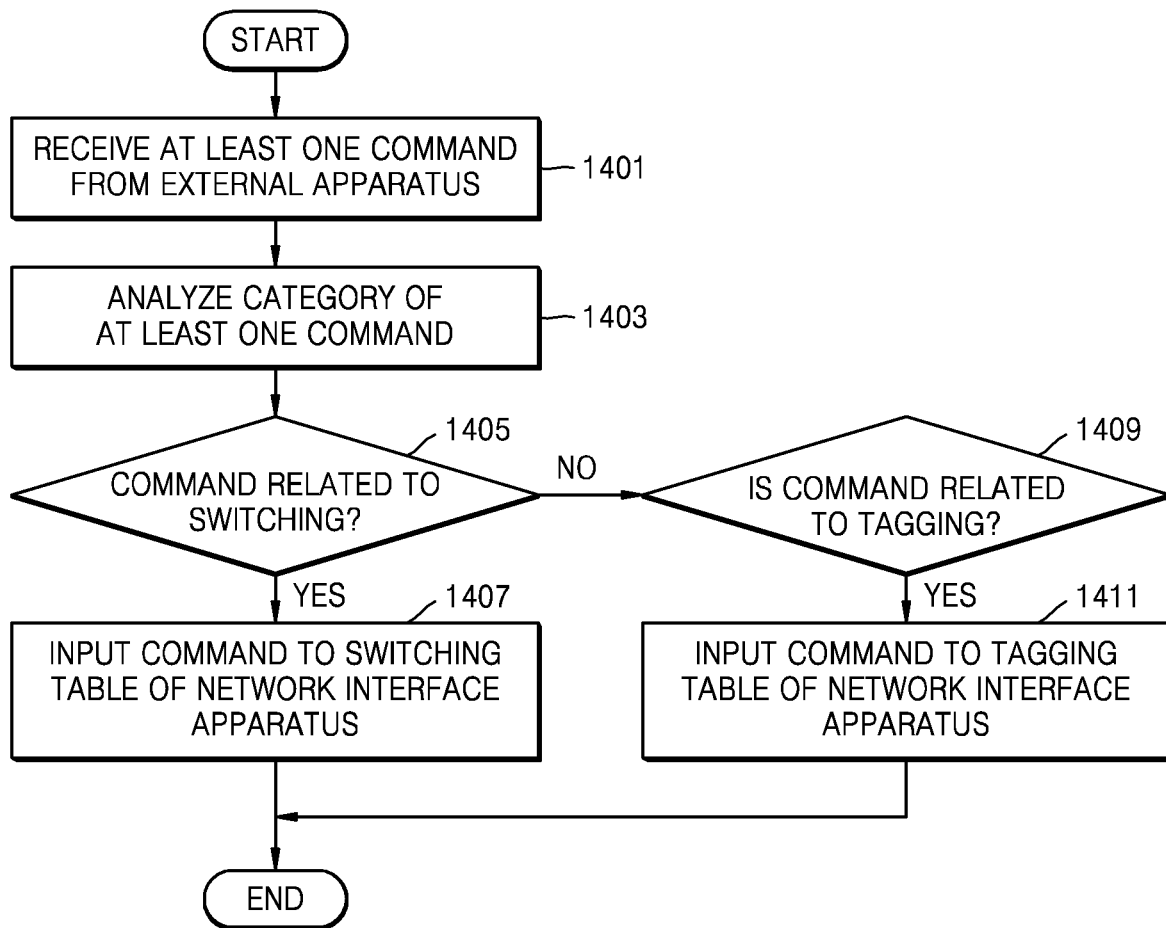 START
RECEIVE AT LEAST ONE COMMAND
FROM EXTERNAL APPARATUS
1401
ANALYZE CATEGORY OF
AT LEAST ONE COMMAND
1403
1405
COMMAND RELATED TO
SWITCHING?
NO
1409
IS COMMAND RELATED
TO TAGGING?
YES
1407
INPUT COMMAND TO SWITCHING
TABLE OF NETWORK INTERFACE
APPARATUS
YES
1411
INPUT COMMAND TO TAGGING
TABLE OF NETWORK INTERFACE
APPARATUS
END